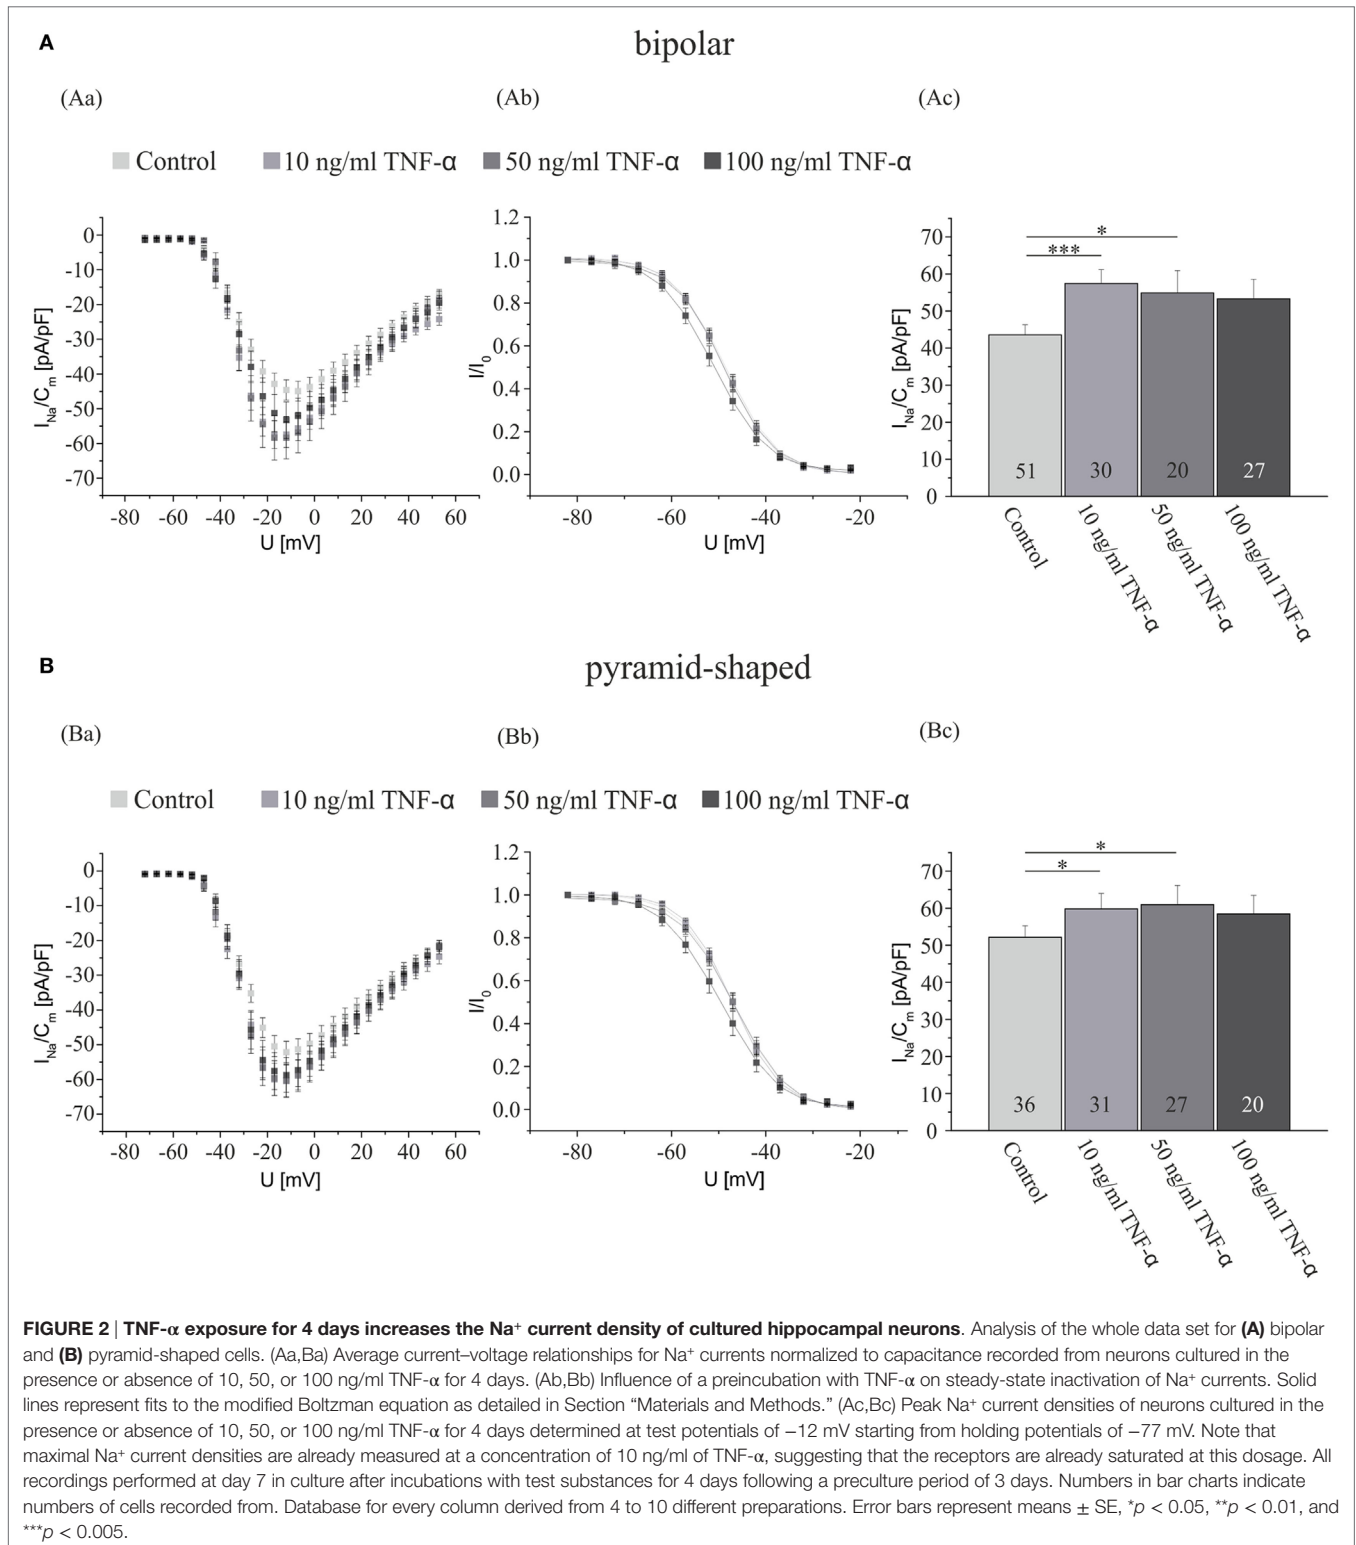 A
bipolar
(Aa)
(Ab)
(Ac)
Control
10 ng/ml TNF-α
50 ng/ml TNF-α
100 ng/ml TNF-α
0
-10
-20
-30
-40
-50
-60
-70
I_Na/C_m [pA/pF]
-80 -60 -40 -20 0 20 40 60
U [mV]
1.2
1.0
0.8
0.6
0.4
0.2
0.0
I/I_0
-80 -60 -40 -20
U [mV]
70
60
50
40
30
20
10
0
I_Na/C_m [pA/pF]
*
***
51 30 20 27
Control
10 ng/ml TNF-α
50 ng/ml TNF-α
100 ng/ml TNF-α
B
pyramid-shaped
(Ba)
(Bb)
(Bc)
Control
10 ng/ml TNF-α
50 ng/ml TNF-α
100 ng/ml TNF-α
0
-10
-20
-30
-40
-50
-60
-70
I_Na/C_m [pA/pF]
-80 -60 -40 -20 0 20 40 60
U [mV]
1.2
1.0
0.8
0.6
0.4
0.2
0.0
I/I_0
-80 -60 -40 -20
U [mV]
70
60
50
40
30
20
10
0
I_Na/C_m [pA/pF]
*
*
36 31 27 20
Control
10 ng/ml TNF-α
50 ng/ml TNF-α
100 ng/ml TNF-α
FIGURE 2 | TNF-α exposure for 4 days increases the Na⁺ current density of cultured hippocampal neurons. Analysis of the whole data set for (A) bipolar
and (B) pyramid-shaped cells. (Aa,Ba) Average current–voltage relationships for Na⁺ currents normalized to capacitance recorded from neurons cultured in the
presence or absence of 10, 50, or 100 ng/ml TNF-α for 4 days. (Ab,Bb) Influence of a preincubation with TNF-α on steady-state inactivation of Na⁺ currents. Solid
lines represent fits to the modified Boltzman equation as detailed in Section “Materials and Methods.” (Ac,Bc) Peak Na⁺ current densities of neurons cultured in the
presence or absence of 10, 50, or 100 ng/ml TNF-α for 4 days determined at test potentials of −12 mV starting from holding potentials of −77 mV. Note that
maximal Na⁺ current densities are already measured at a concentration of 10 ng/ml of TNF-α, suggesting that the receptors are already saturated at this dosage. All
recordings performed at day 7 in culture after incubations with test substances for 4 days following a preculture period of 3 days. Numbers in bar charts indicate
numbers of cells recorded from. Database for every column derived from 4 to 10 different preparations. Error bars represent means ± SE, *p < 0.05, **p < 0.01, and
***p < 0.005.